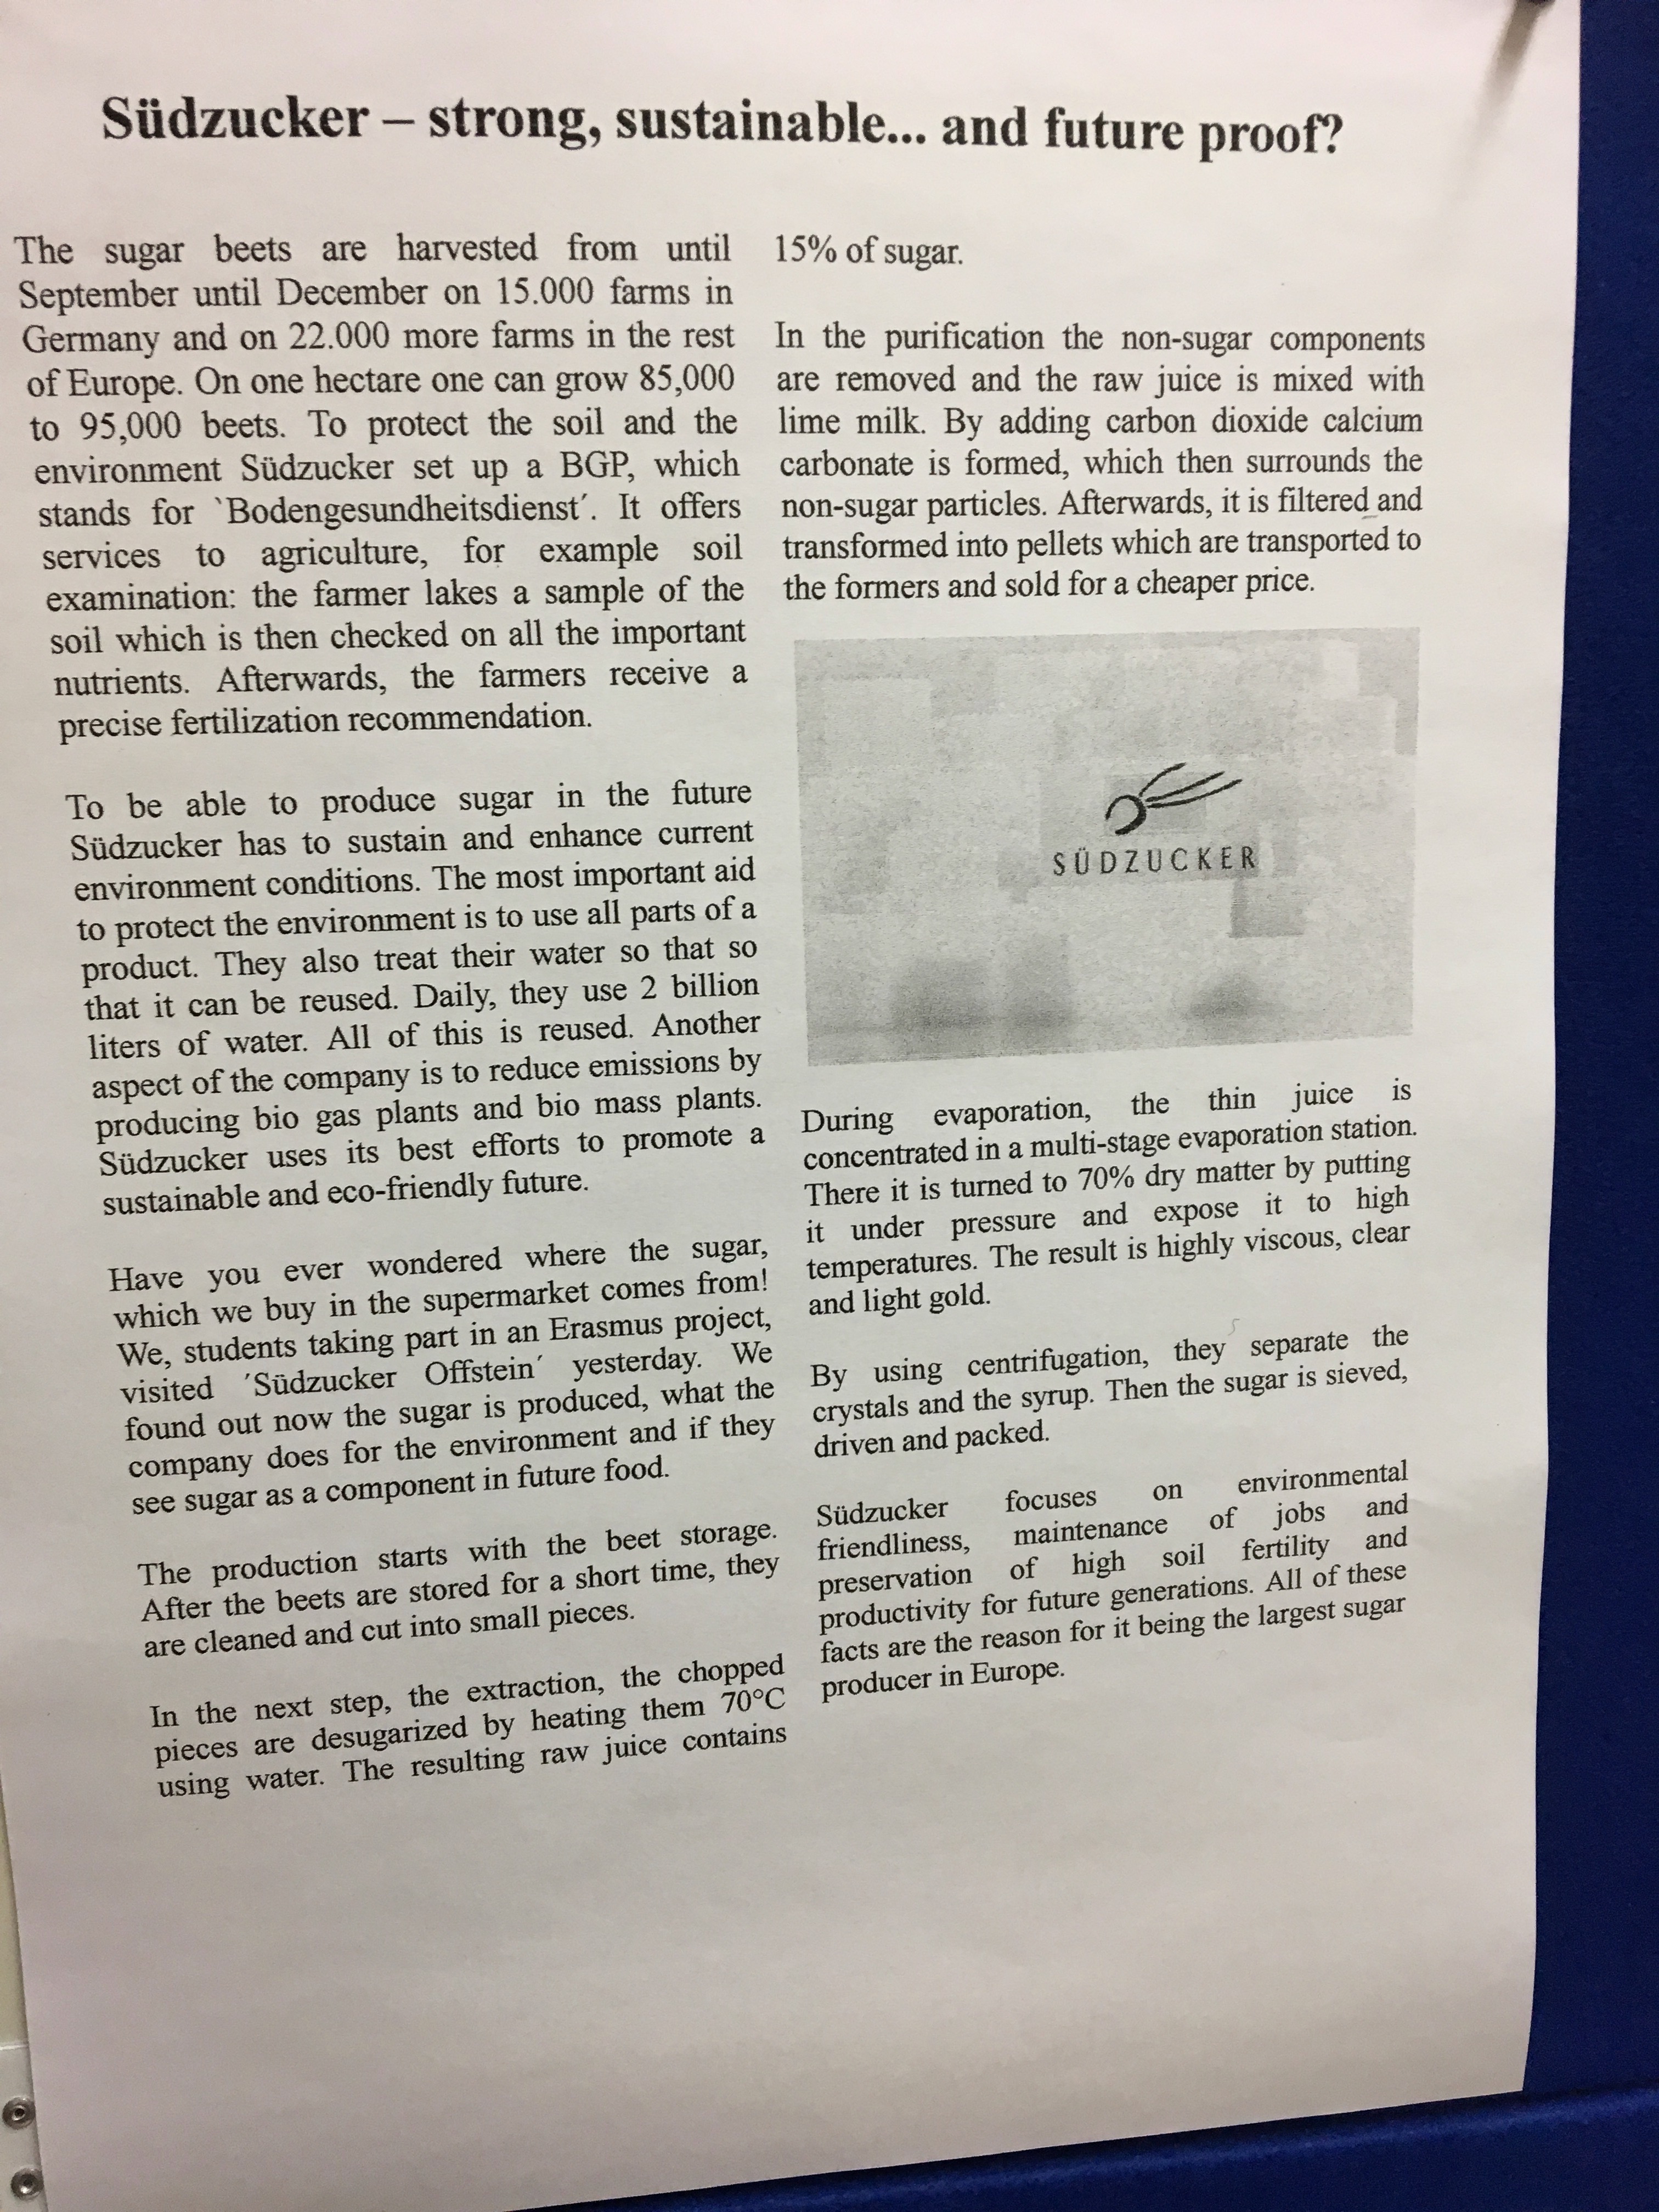 Südzucker – strong, sustainable... and future proof?
The sugar beets are harvested from until
September until December on 15.000 farms in
Germany and on 22.000 more farms in the rest
of Europe. On one hectare one can grow 85,000
to 95,000 beets. To protect the soil and the
environment Südzucker set up a BGP, which
stands for `Bodengesundheitsdienst´. It offers
services to agriculture, for example soil
examination: the farmer lakes a sample of the
soil which is then checked on all the important
nutrients. Afterwards, the farmers receive a
precise fertilization recommendation.
To be able to produce sugar in the future
Südzucker has to sustain and enhance current
environment conditions. The most important aid
to protect the environment is to use all parts of a
product. They also treat their water so that so
that it can be reused. Daily, they use 2 billion
liters of water. All of this is reused. Another
aspect of the company is to reduce emissions by
producing bio gas plants and bio mass plants.
Südzucker uses its best efforts to promote a
sustainable and eco-friendly future.
Have you ever wondered where the sugar,
which we buy in the supermarket comes from!
We, students taking part in an Erasmus project,
visited ´Südzucker Offstein´ yesterday. We
found out now the sugar is produced, what the
company does for the environment and if they
see sugar as a component in future food.
The production starts with the beet storage.
After the beets are stored for a short time, they
are cleaned and cut into small pieces.
In the next step, the extraction, the chopped
pieces are desugarized by heating them 70°C
using water. The resulting raw juice contains
15% of sugar.
In the purification the non-sugar components
are removed and the raw juice is mixed with
lime milk. By adding carbon dioxide calcium
carbonate is formed, which then surrounds the
non-sugar particles. Afterwards, it is filtered and
transformed into pellets which are transported to
the formers and sold for a cheaper price.
SÜDZUCKER
During evaporation, the thin juice is
concentrated in a multi-stage evaporation station.
There it is turned to 70% dry matter by putting
it under pressure and expose it to high
temperatures. The result is highly viscous, clear
and light gold.
By using centrifugation, they separate the
crystals and the syrup. Then the sugar is sieved,
driven and packed.
Südzucker focuses on environmental
friendliness, maintenance of jobs and
preservation of high soil fertility and
productivity for future generations. All of these
facts are the reason for it being the largest sugar
producer in Europe.